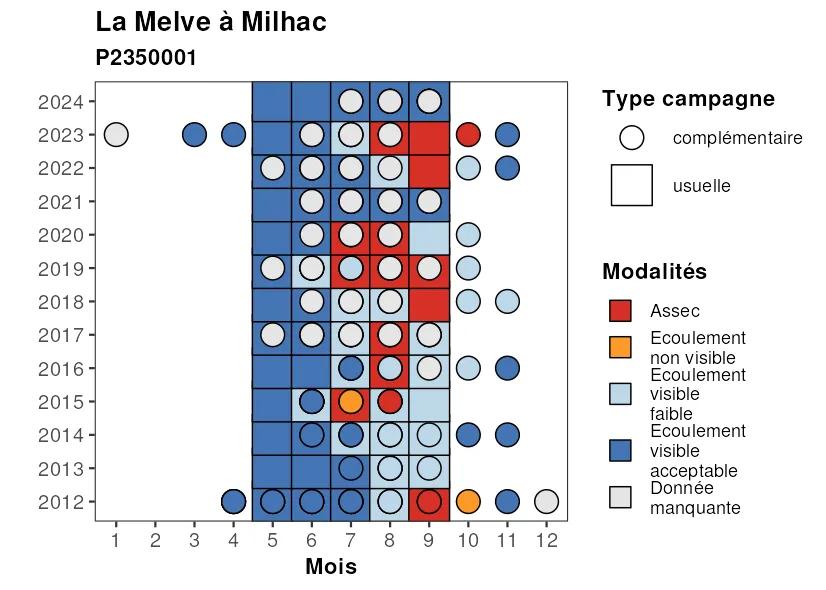 La Melve à Milhac
P2350001
2024
2023
2022
2021
2020
2019
2018
2017
2016
2015
2014
2013
2012
1 2 3 4 5 6 7 8 9 10 11 12
Mois
Type campagne
complémentaire
usuelle
Modalités
Assec
Ecoulement
non visible
Ecoulement
visible
faible
Ecoulement
visible
acceptable
Donnée
manquante